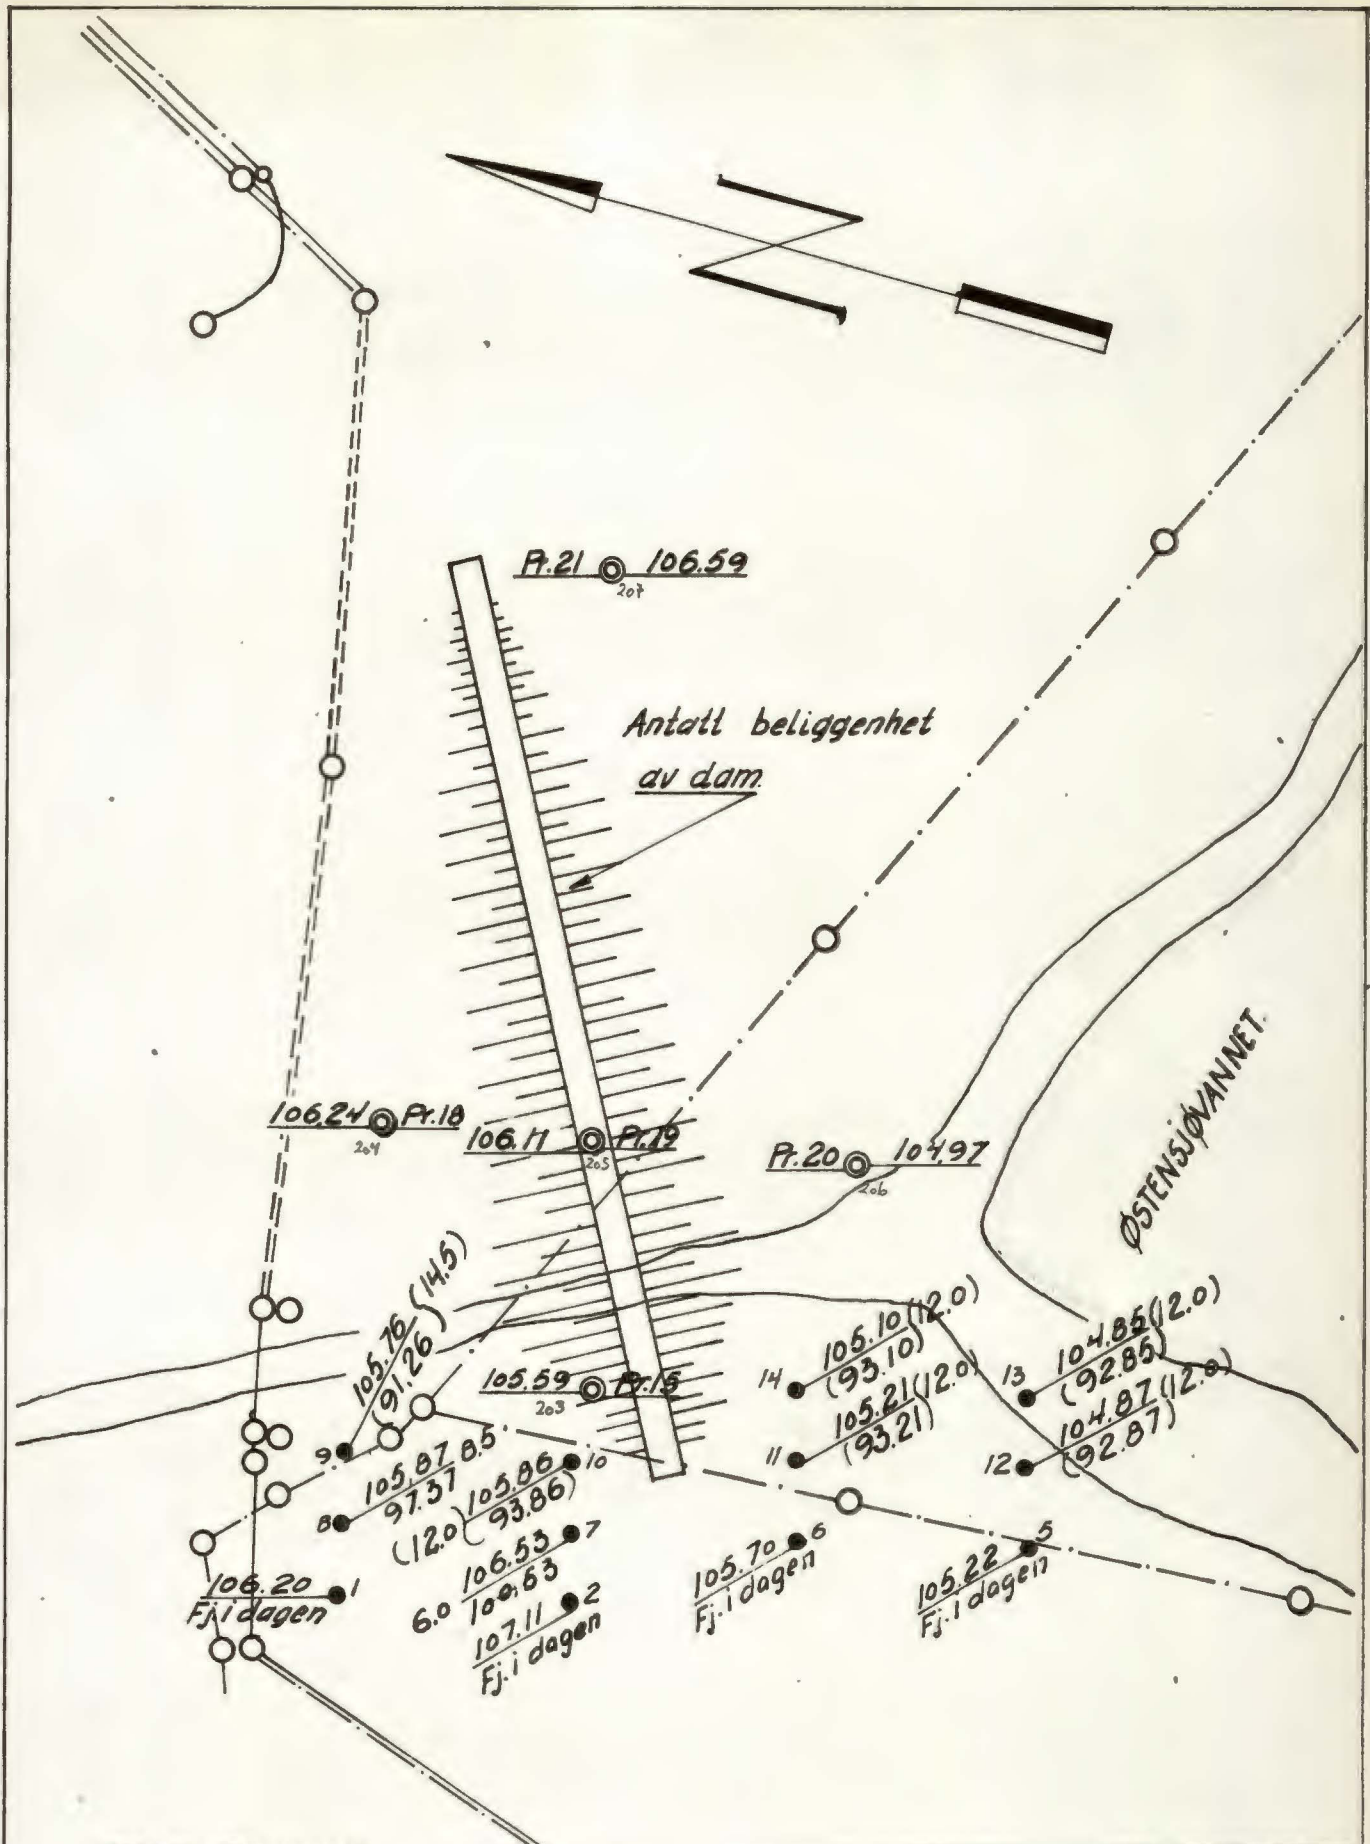 Pr.21 106.59
207
Antatt beliggenhet
av dam.
ØSTENSJØVANNET.
106.24 Pr.18
204
106.11 Pr.19
205
Pr.20 104.97
206
9 105.76 (14.5)
(91.26)
105.59 Pr.15
203
14 105.10 (12.0)
(93.10)
13 104.85 (12.0)
(92.85)
11 105.21 (12.0)
(93.21)
12 104.87 (12.0)
(92.87)
8 105.87 8.5
97.37
(12.0) 105.86 10
(93.86)
6.0 106.53 7
100.53
105.70 6
Fj. i dagen
105.22 5
Fj. i dagen
106.20 1
Fj. i dagen
107.11 2
Fj. i dagen